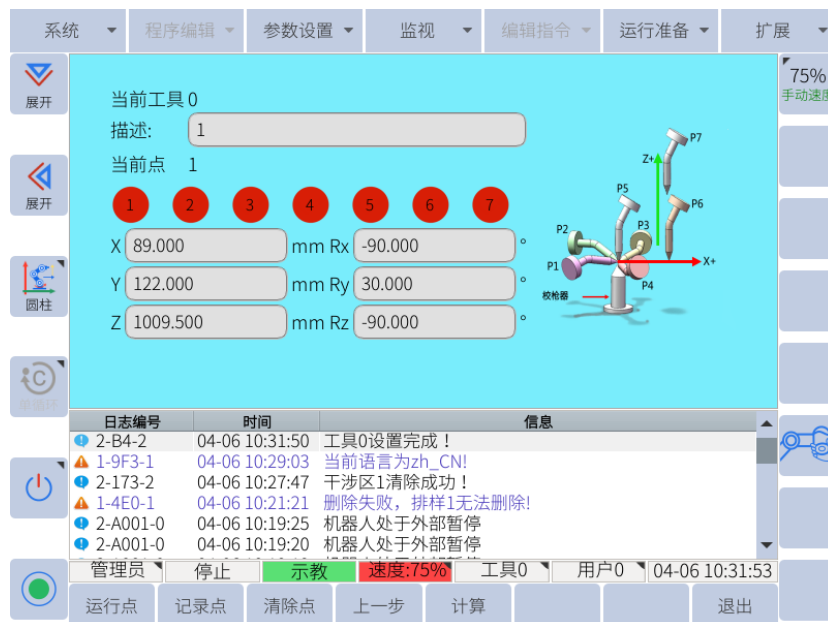 系统 程序编辑 参数设置 监视 编辑指令 运行准备 扩展
展开
75%
手动速度
当前工具 0
描述: 1
当前点 1
展开
1 2 3 4 5 6 7
X 89.000 mm Rx -90.000 °
Y 122.000 mm Ry 30.000 °
Z 1009.500 mm Rz -90.000 °
P7
Z+
P5
P6
P2
P3
P1
X+
P4
校枪器
圆柱
单循环
日志编号 时间 信息
2-B4-2 04-06 10:31:50 工具0设置完成！
1-9F3-1 04-06 10:29:03 当前语言为zh_CN!
2-173-2 04-06 10:27:47 干涉区1清除成功！
1-4E0-1 04-06 10:21:21 删除失败，排样1无法删除!
2-A001-0 04-06 10:19:25 机器人处于外部暂停
2-A001-0 04-06 10:19:20 机器人处于外部暂停
管理员 停止 示教 速度:75% 工具0 用户0 04-06 10:31:53
运行点 记录点 清除点 上一步 计算 退出